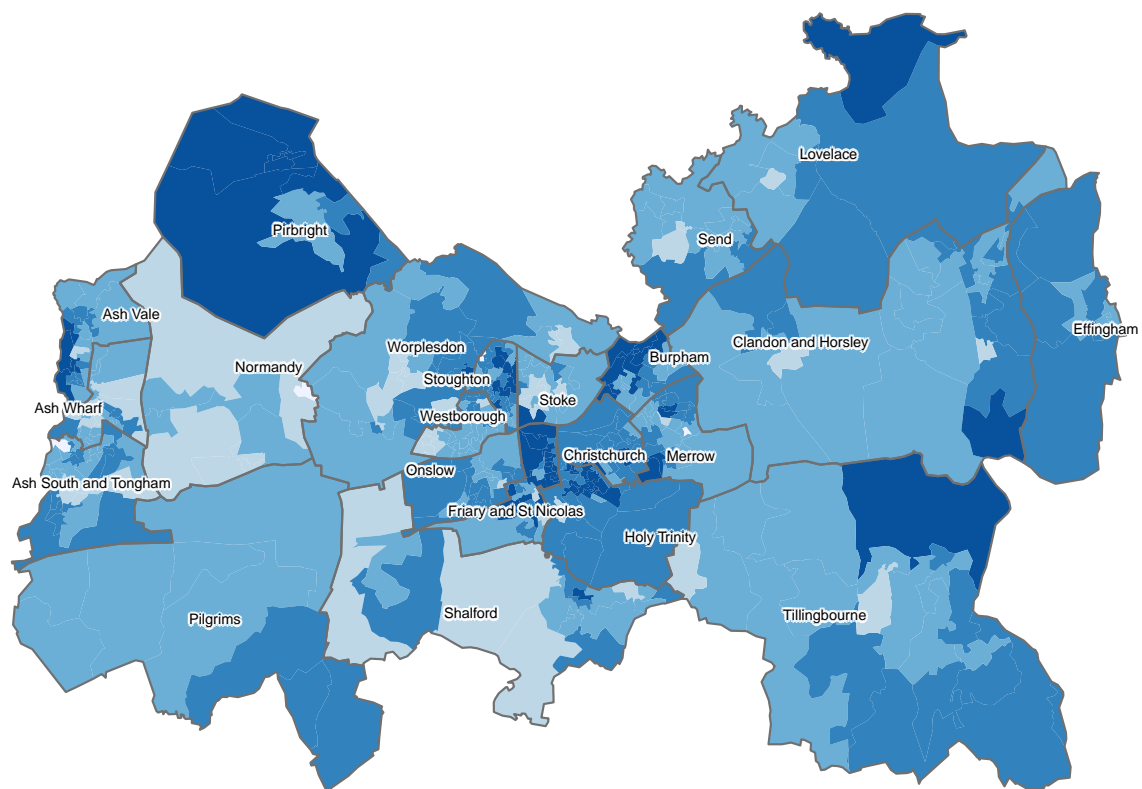 Lovelace
Pirbright
Send
Ash Vale
Effingham
Clandon and Horsley
Worplesdon
Burpham
Normandy
Stoughton
Stoke
Ash Wharf
Westborough
Christchurch
Merrow
Onslow
Ash South and Tongham
Friary and St Nicolas
Holy Trinity
Shalford
Tillingbourne
Pilgrims